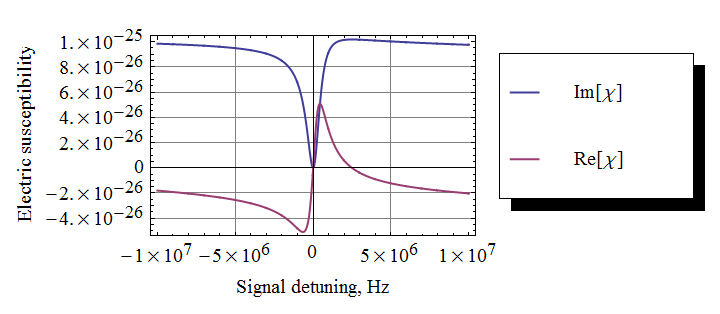 Electric susceptibility
1.×10⁻²⁵
8.×10⁻²⁶
6.×10⁻²⁶
4.×10⁻²⁶
2.×10⁻²⁶
0
−2.×10⁻²⁶
−4.×10⁻²⁶
−1×10⁷ −5×10⁶ 0 5×10⁶ 1×10⁷
Signal detuning, Hz
Im[χ]
Re[χ]